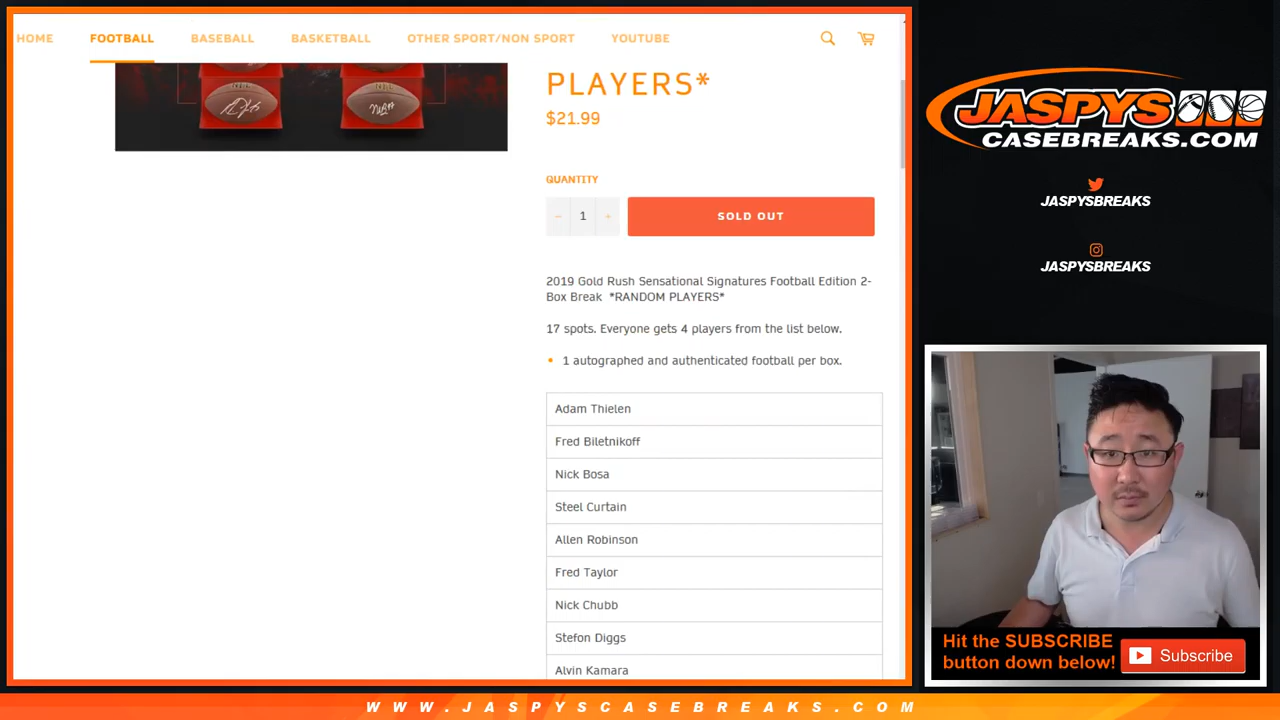 HOME
FOOTBALL
BASEBALL
BASKETBALL
OTHER SPORT/NON SPORT
YOUTUBE
PLAYERS*
$21.99
QUANTITY
− 1 +
SOLD OUT
2019 Gold Rush Sensational Signatures Football Edition 2-
Box Break *RANDOM PLAYERS*
17 spots. Everyone gets 4 players from the list below.
1 autographed and authenticated football per box.
Adam Thielen
Fred Biletnikoff
Nick Bosa
Steel Curtain
Allen Robinson
Fred Taylor
Nick Chubb
Stefon Diggs
Alvin Kamara
JASPYS
CASEBREAKS.COM
JASPYSBREAKS
JASPYSBREAKS
Hit the SUBSCRIBE
button down below!
Subscribe
WWW.JASPYSCASEBREAKS.COM